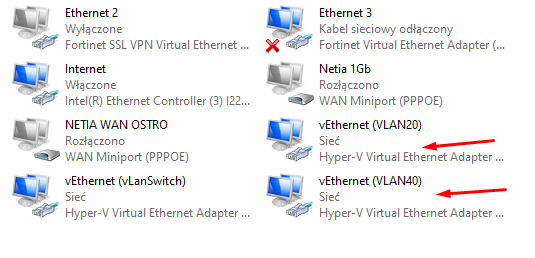 Ethernet 2
Wyłączone
Fortinet SSL VPN Virtual Ethernet ...
Ethernet 3
Kabel sieciowy odłączony
Fortinet Virtual Ethernet Adapter (...
Internet
Włączone
Intel(R) Ethernet Controller (3) I22...
Netia 1Gb
Rozłączono
WAN Miniport (PPPOE)
NETIA WAN OSTRO
Rozłączono
WAN Miniport (PPPOE)
vEthernet (VLAN20)
Sieć
Hyper-V Virtual Ethernet Adapter ...
vEthernet (vLanSwitch)
Sieć
Hyper-V Virtual Ethernet Adapter ...
vEthernet (VLAN40)
Sieć
Hyper-V Virtual Ethernet Adapter ...